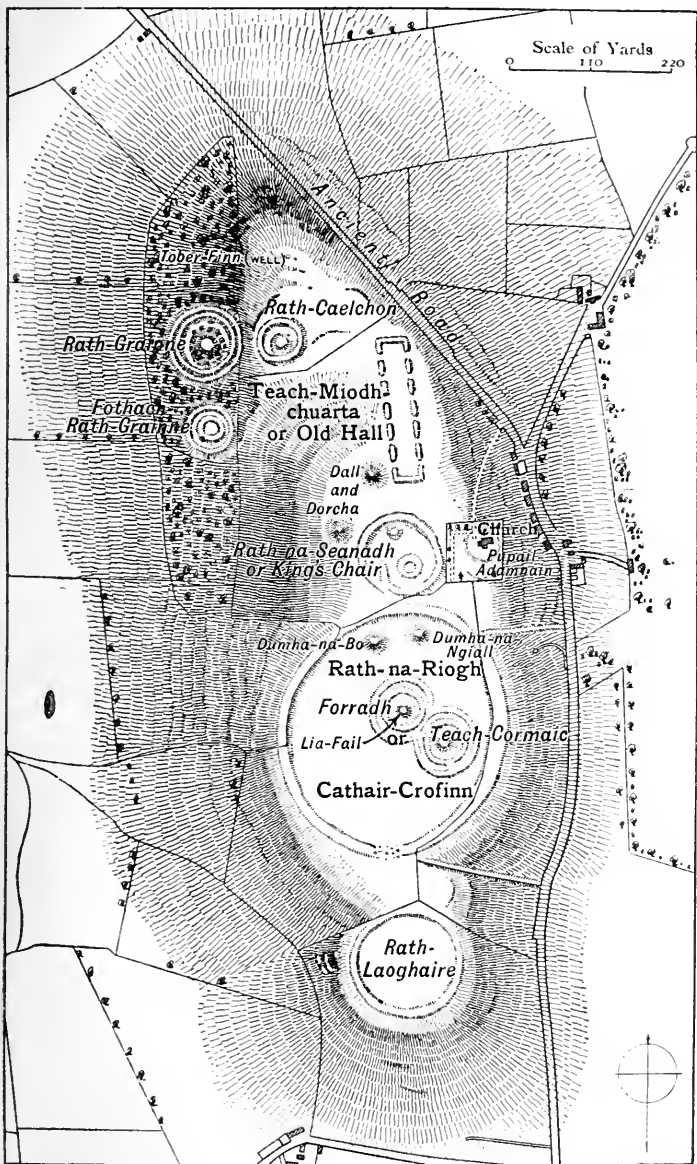 Scale of Yards
0 110 220
Ancient Road
Tober-Finn (WELL)
Rath-Caelchon
Rath-Grainne
Teach-Miodh-
chuarta
or Old Hall
Fothach-
Rath-Grainne
Dall
and
Dorcha
Church
Pupail
Adamnain
Rath na Seanadh
or King's Chair
Dumha-na-Bo
Dumha-na-
Ngiall
Rath-na-Riogh
Forradh
Lia-Fail
or
Teach-Cormaic
Cathair-Crofinn
Rath-
Laoghaire